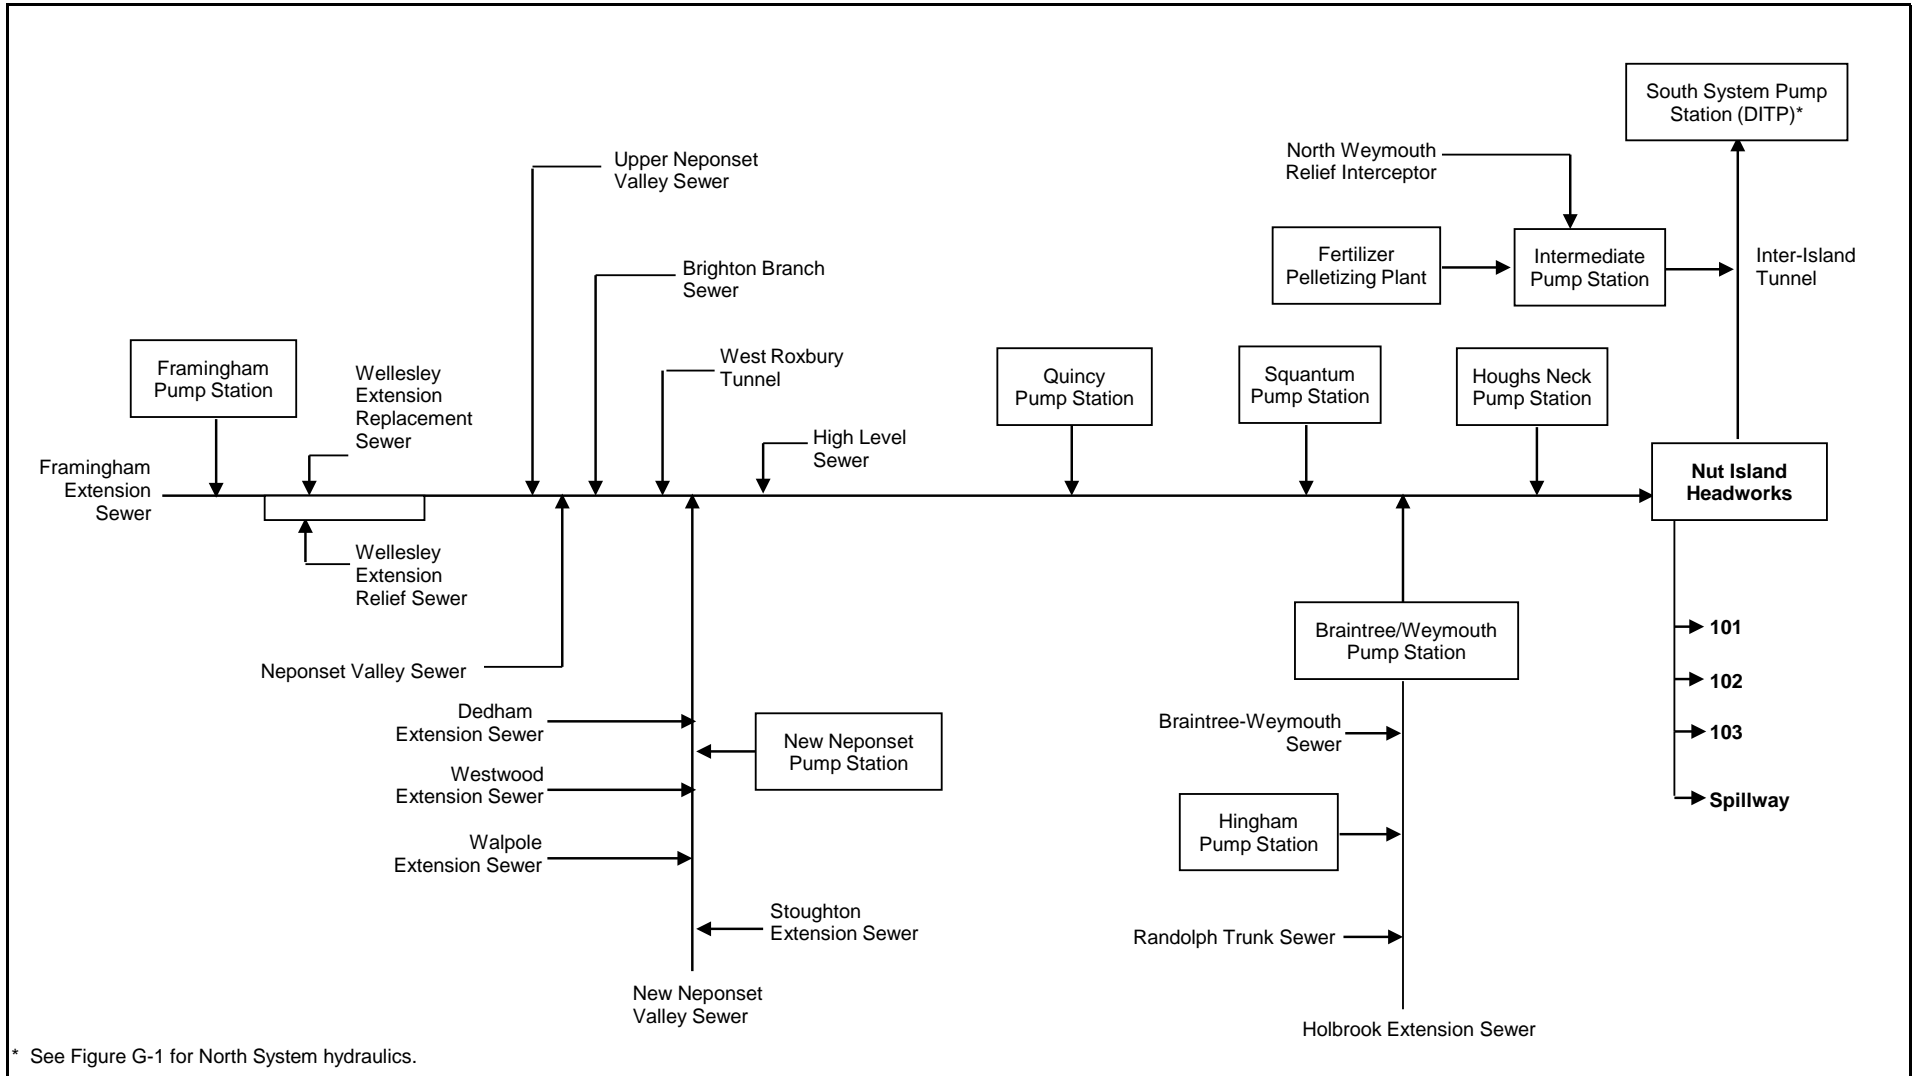 South System Pump
Station (DITP)*
North Weymouth
Relief Interceptor
Upper Neponset
Valley Sewer
Fertilizer
Pelletizing Plant
Intermediate
Pump Station
Inter-Island
Tunnel
Brighton Branch
Sewer
Framingham
Pump Station
Wellesley
Extension
Replacement
Sewer
West Roxbury
Tunnel
Quincy
Pump Station
Squantum
Pump Station
Houghs Neck
Pump Station
High Level
Sewer
Framingham
Extension
Sewer
Nut Island
Headworks
Wellesley
Extension
Relief Sewer
Neponset Valley Sewer
Braintree/Weymouth
Pump Station
101
102
103
Spillway
Dedham
Extension Sewer
New Neponset
Pump Station
Westwood
Extension Sewer
Walpole
Extension Sewer
Stoughton
Extension Sewer
New Neponset
Valley Sewer
Braintree-Weymouth
Sewer
Hingham
Pump Station
Randolph Trunk Sewer
Holbrook Extension Sewer
* See Figure G-1 for North System hydraulics.